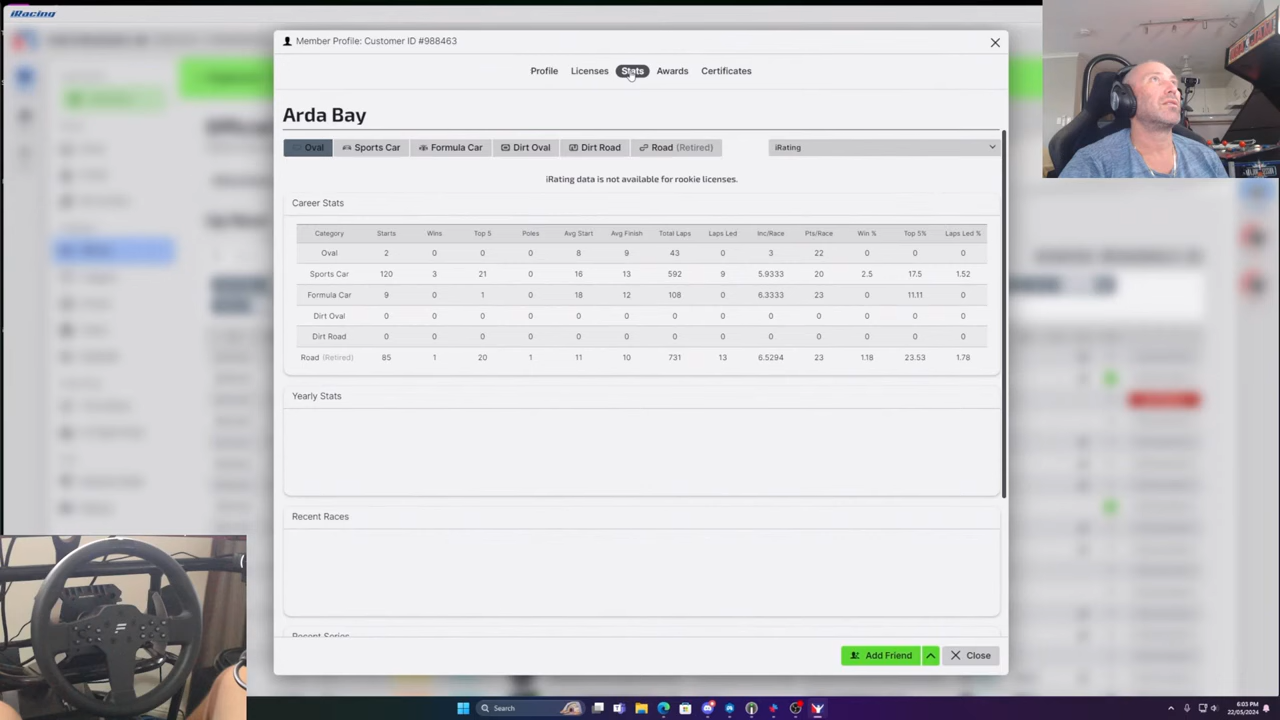 iRacing
Member Profile: Customer ID #988463
Profile Licenses Stats Awards Certificates
Arda Bay
Oval Sports Car Formula Car Dirt Oval Dirt Road Road (Retired) iRating
iRating data is not available for rookie licenses.
Career Stats
Category Starts Wins Top 5 Poles Avg Start Avg Finish Total Laps Laps Led Inc/Race Pts/Race Win % Top 5% Laps Led %
Oval 2 0 0 0 8 9 43 0 3 22 0 0 0
Sports Car 120 3 21 0 16 13 592 9 5.9333 20 2.5 17.5 1.52
Formula Car 9 0 1 0 18 12 108 0 6.3333 23 0 11.11 0
Dirt Oval 0 0 0 0 0 0 0 0 0 0 0 0 0
Dirt Road 0 0 0 0 0 0 0 0 0 0 0 0 0
Road (Retired) 85 1 20 1 11 10 731 13 6.5294 23 1.18 23.53 1.78
Yearly Stats
Recent Races
Recent Series
Add Friend Close
Search
6:03 PM
22/05/2024